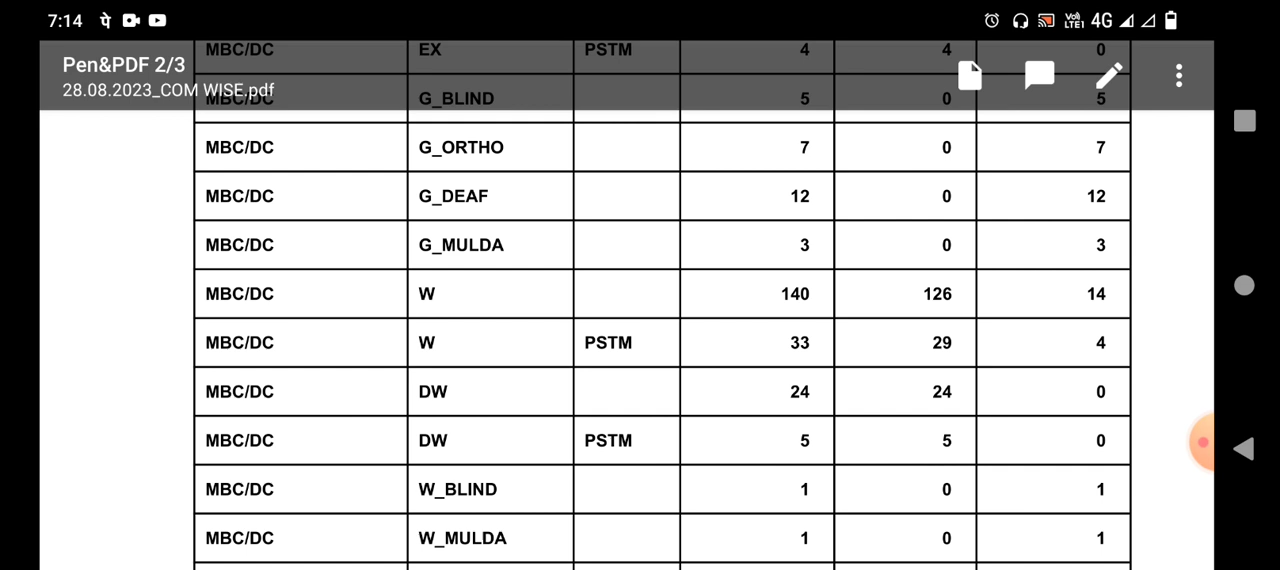 7:14 पे VoI) LTE1 4G
MBC/DC EX PSTM 4 4 0
Pen&PDF 2/3
28.08.2023_COM WISE.pdf
MBC/DC G_BLIND 5 0 5
MBC/DC G_ORTHO 7 0 7
MBC/DC G_DEAF 12 0 12
MBC/DC G_MULDA 3 0 3
MBC/DC W 140 126 14
MBC/DC W PSTM 33 29 4
MBC/DC DW 24 24 0
MBC/DC DW PSTM 5 5 0
MBC/DC W_BLIND 1 0 1
MBC/DC W_MULDA 1 0 1